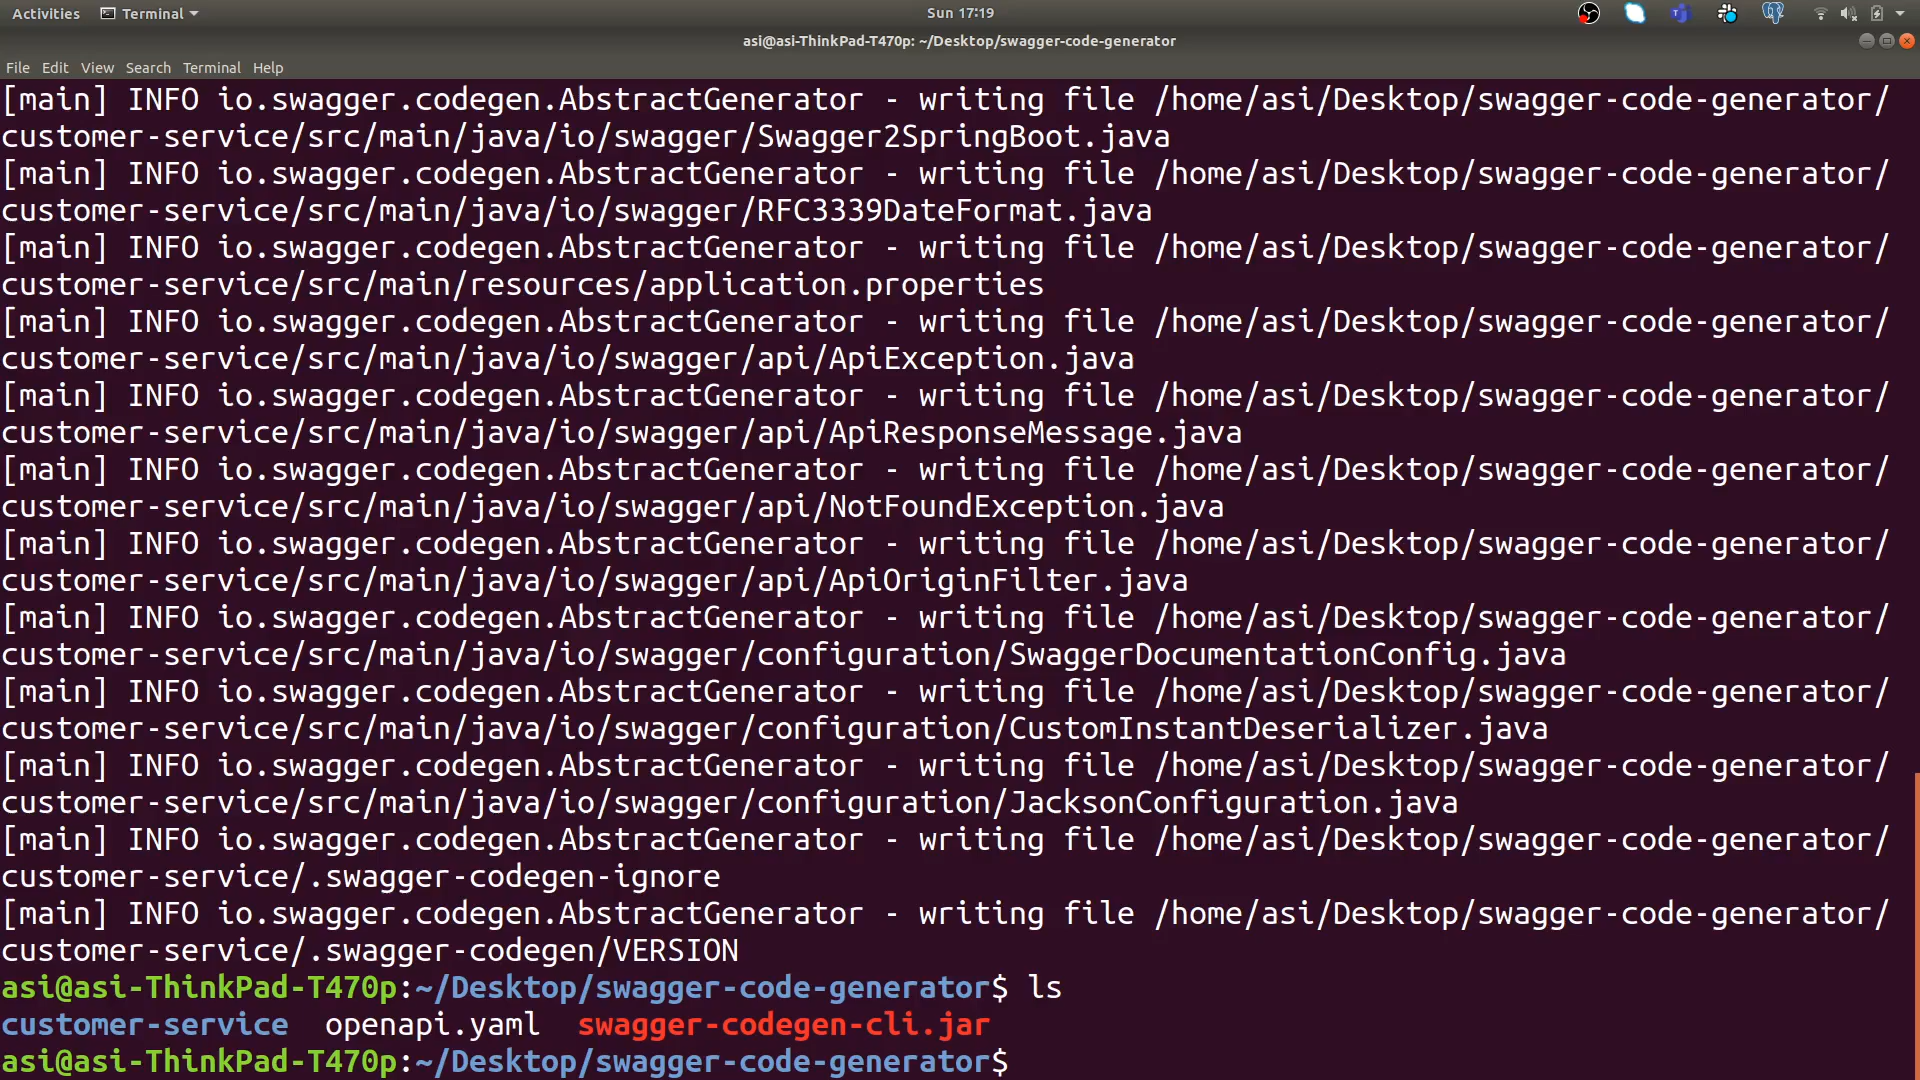 Activities Terminal Sun 17:19
asi@asi-ThinkPad-T470p: ~/Desktop/swagger-code-generator
File Edit View Search Terminal Help
[main] INFO io.swagger.codegen.AbstractGenerator - writing file /home/asi/Desktop/swagger-code-generator/
customer-service/src/main/java/io/swagger/Swagger2SpringBoot.java
[main] INFO io.swagger.codegen.AbstractGenerator - writing file /home/asi/Desktop/swagger-code-generator/
customer-service/src/main/java/io/swagger/RFC3339DateFormat.java
[main] INFO io.swagger.codegen.AbstractGenerator - writing file /home/asi/Desktop/swagger-code-generator/
customer-service/src/main/resources/application.properties
[main] INFO io.swagger.codegen.AbstractGenerator - writing file /home/asi/Desktop/swagger-code-generator/
customer-service/src/main/java/io/swagger/api/ApiException.java
[main] INFO io.swagger.codegen.AbstractGenerator - writing file /home/asi/Desktop/swagger-code-generator/
customer-service/src/main/java/io/swagger/api/ApiResponseMessage.java
[main] INFO io.swagger.codegen.AbstractGenerator - writing file /home/asi/Desktop/swagger-code-generator/
customer-service/src/main/java/io/swagger/api/NotFoundException.java
[main] INFO io.swagger.codegen.AbstractGenerator - writing file /home/asi/Desktop/swagger-code-generator/
customer-service/src/main/java/io/swagger/api/ApiOriginFilter.java
[main] INFO io.swagger.codegen.AbstractGenerator - writing file /home/asi/Desktop/swagger-code-generator/
customer-service/src/main/java/io/swagger/configuration/SwaggerDocumentationConfig.java
[main] INFO io.swagger.codegen.AbstractGenerator - writing file /home/asi/Desktop/swagger-code-generator/
customer-service/src/main/java/io/swagger/configuration/CustomInstantDeserializer.java
[main] INFO io.swagger.codegen.AbstractGenerator - writing file /home/asi/Desktop/swagger-code-generator/
customer-service/src/main/java/io/swagger/configuration/JacksonConfiguration.java
[main] INFO io.swagger.codegen.AbstractGenerator - writing file /home/asi/Desktop/swagger-code-generator/
customer-service/.swagger-codegen-ignore
[main] INFO io.swagger.codegen.AbstractGenerator - writing file /home/asi/Desktop/swagger-code-generator/
customer-service/.swagger-codegen/VERSION
asi@asi-ThinkPad-T470p:~/Desktop/swagger-code-generator$ ls
customer-service openapi.yaml swagger-codegen-cli.jar
asi@asi-ThinkPad-T470p:~/Desktop/swagger-code-generator$